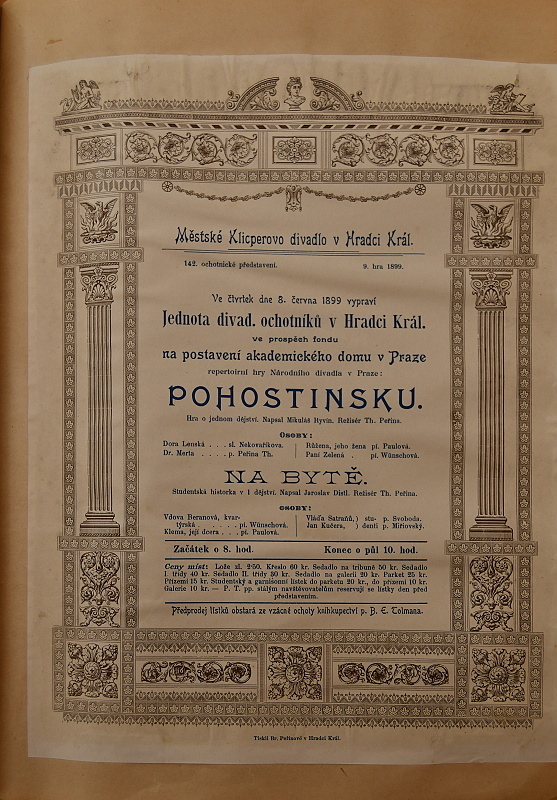 Městské Klicperovo divadlo v Hradci Král.
142. ochotnické představení. 9. hra 1899.
Ve čtvrtek dne 8. června 1899 vypraví
Jednota divad. ochotníků v Hradci Král.
ve prospěch fondu
na postavení akademického domu v Praze
repertoirní hry Národního divadla v Praze:
POHOSTINSKU.
Hra o jednom dějství. Napsal Mikuláš Ryvin. Režisér Th. Peřina.
OSOBY:
Dora Lenská . . . sl. Nekovaříkova.
Dr. Merta . . . . p. Peřina Th.
Růžena, jeho žena pí. Paulová.
Paní Zelená . pí. Wünschová.
NA BYTĚ.
Studentská historka v 1 dějství. Napsal Jaroslav Distl. Režisér Th. Peřina.
OSOBY:
Vdova Beranová, kvar-
týrská . . . . . pí. Wünschová.
Klema, její dcera . . . pí. Paulová.
Vláďa Satraňů, ) stu- p. Svoboda.
Jan Kučera, ) denti p. Miřiovský.
Začátek o 8. hod. Konec o půl 10. hod.
Ceny míst: Lože zl. 2·50. Křeslo 60 kr. Sedadlo na tribuně 50 kr. Sedadlo
I. třídy 40 kr. Sedadlo II. třídy 30 kr. Sedadlo na galerii 20 kr. Parket 25 kr.
Přízemí 15 kr. Studentský a garnisonní lístek do parketu 20 kr., do přízemí 10 kr.
Galerie 10 kr. — P. T. pp. stálým navštěvovatelům reservují se lístky den před
představením.
Předprodej lístků obstará ze vzácné ochoty knihkupectví p. B. E. Tolmana.
Tiskli Br. Peřinové v Hradci Král.